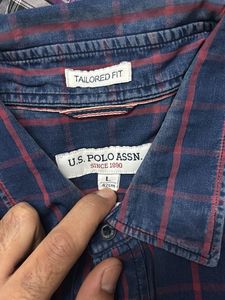 TAILORED FIT
U.S. POLO ASSN.
SINCE 1890
L